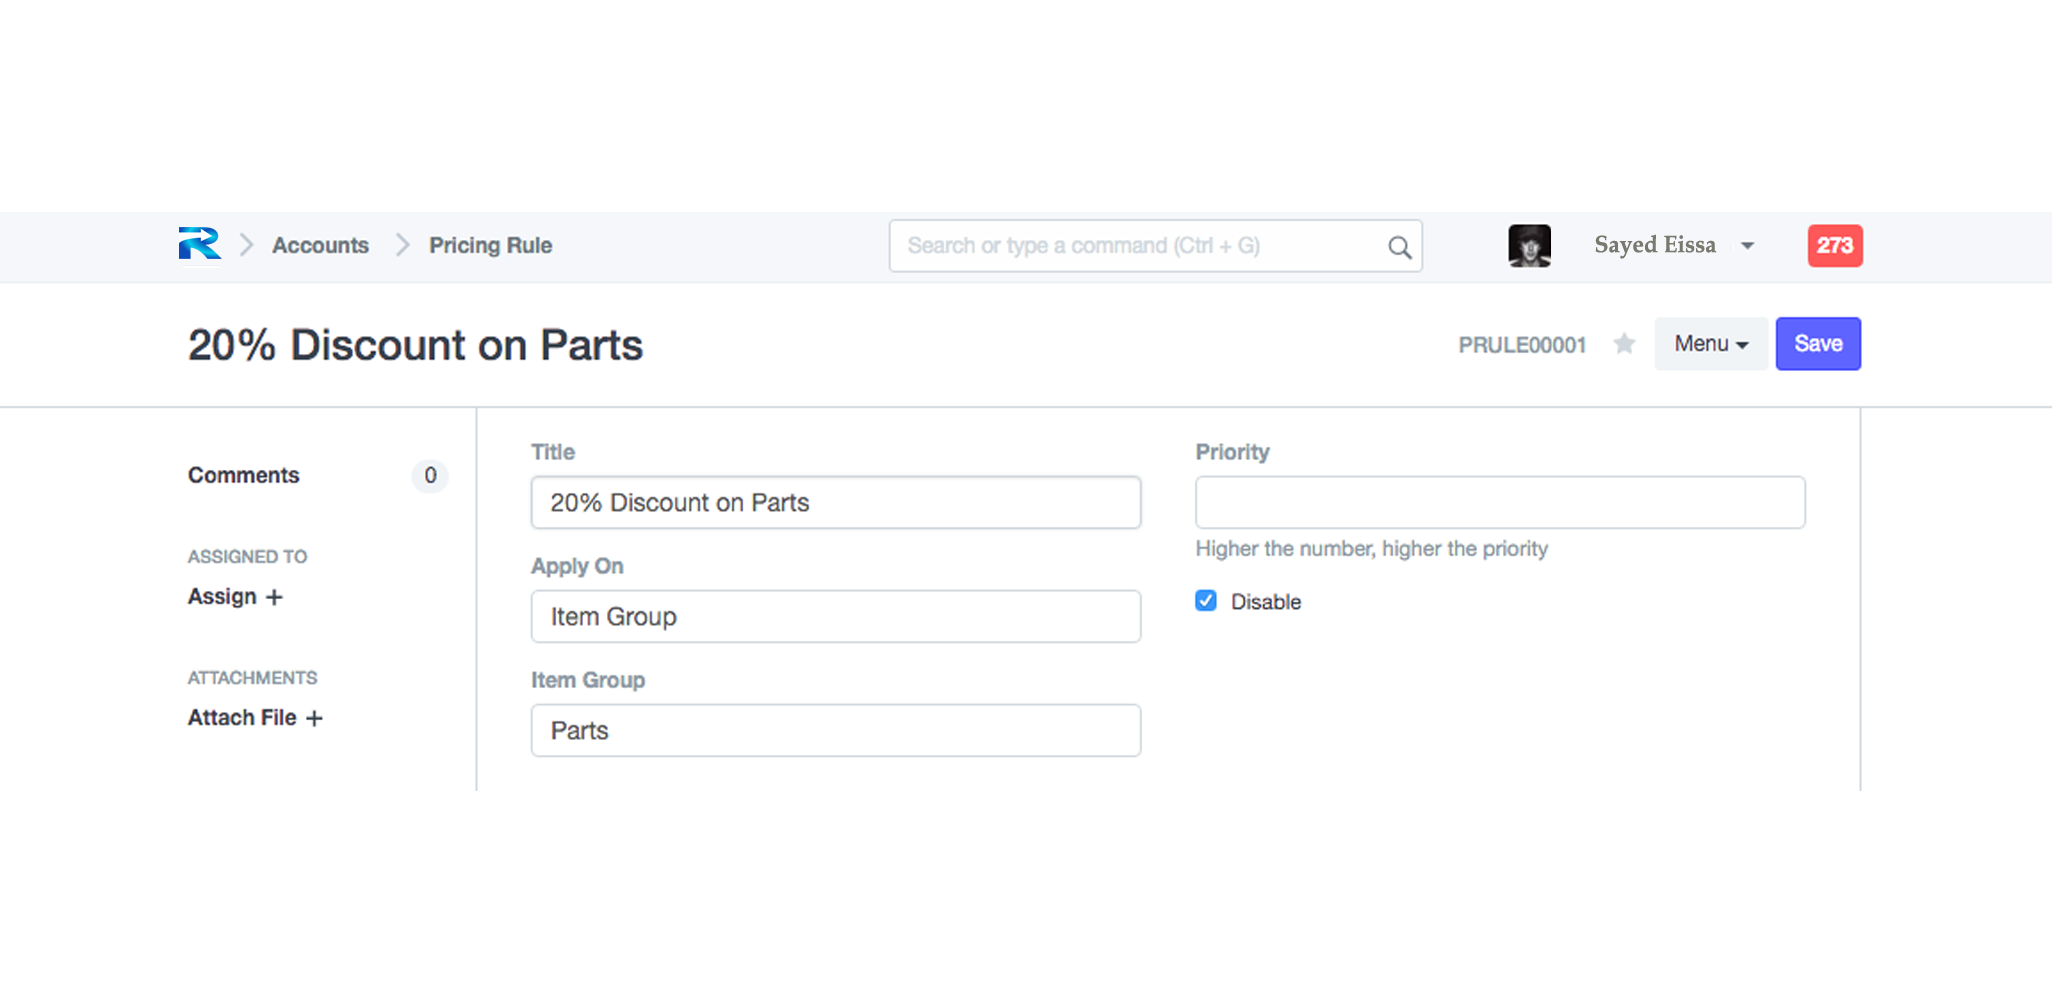 Accounts Pricing Rule Search or type a command (Ctrl + G) Sayed Eissa 273
20% Discount on Parts PRULE00001 Menu Save
Comments 0
ASSIGNED TO
Assign +
ATTACHMENTS
Attach File +
Title
20% Discount on Parts
Apply On
Item Group
Item Group
Parts
Priority
Higher the number, higher the priority
Disable